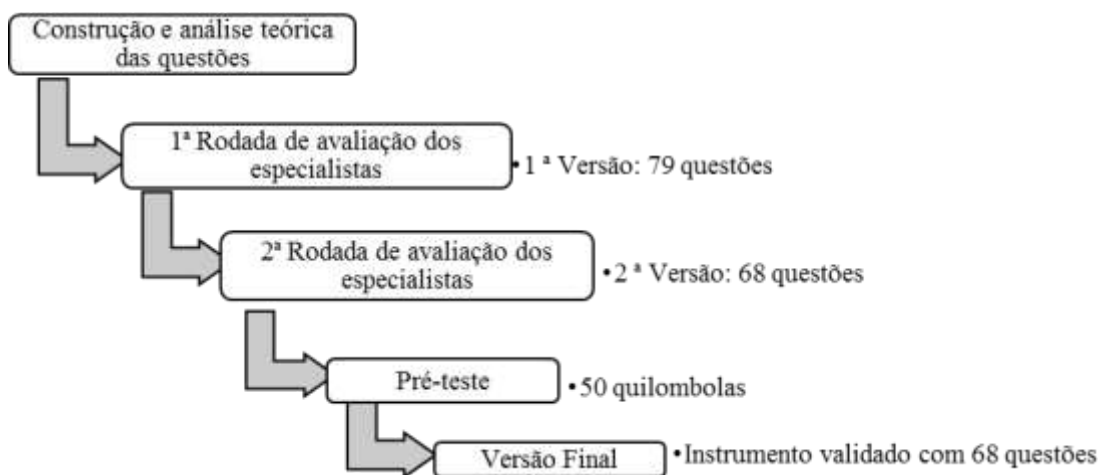 Construção e análise teórica
das questões
1ª Rodada de avaliação dos
especialistas
•1 ª Versão: 79 questões
2ª Rodada de avaliação dos
especialistas
•2 ª Versão: 68 questões
Pré-teste
•50 quilombolas
Versão Final
•Instrumento validado com 68 questões